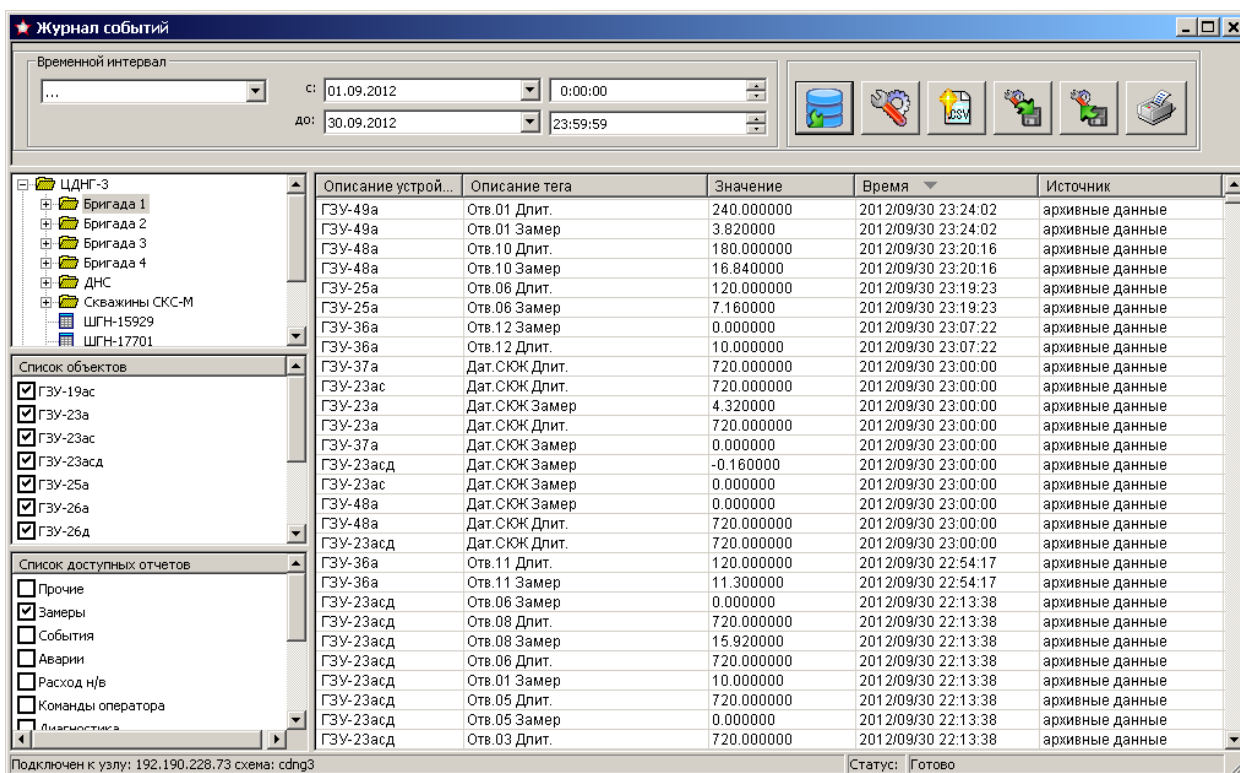 Журнал событий
Временной интервал
...
с: 01.09.2012 0:00:00
до: 30.09.2012 23:59:59
.csv
ЦДНГ-3
Бригада 1
Бригада 2
Бригада 3
Бригада 4
ДНС
Скважины СКС-М
ШГН-15929
ШГН-17701
Список объектов
ГЗУ-19ас
ГЗУ-23а
ГЗУ-23ас
ГЗУ-23асд
ГЗУ-25а
ГЗУ-26а
ГЗУ-26д
Список доступных отчетов
Прочие
Замеры
События
Аварии
Расход н/в
Команды оператора
Диагностика
Описание устрой... Описание тега Значение Время Источник
ГЗУ-49а Отв.01 Длит. 240.000000 2012/09/30 23:24:02 архивные данные
ГЗУ-49а Отв.01 Замер 3.820000 2012/09/30 23:24:02 архивные данные
ГЗУ-48а Отв.10 Длит. 180.000000 2012/09/30 23:20:16 архивные данные
ГЗУ-48а Отв.10 Замер 16.840000 2012/09/30 23:20:16 архивные данные
ГЗУ-25а Отв.06 Длит. 120.000000 2012/09/30 23:19:23 архивные данные
ГЗУ-25а Отв.06 Замер 7.160000 2012/09/30 23:19:23 архивные данные
ГЗУ-36а Отв.12 Замер 0.000000 2012/09/30 23:07:22 архивные данные
ГЗУ-36а Отв.12 Длит. 10.000000 2012/09/30 23:07:22 архивные данные
ГЗУ-37а Дат.СКЖ Длит. 720.000000 2012/09/30 23:00:00 архивные данные
ГЗУ-23ас Дат.СКЖ Длит. 720.000000 2012/09/30 23:00:00 архивные данные
ГЗУ-23а Дат.СКЖ Замер 4.320000 2012/09/30 23:00:00 архивные данные
ГЗУ-23а Дат.СКЖ Длит. 720.000000 2012/09/30 23:00:00 архивные данные
ГЗУ-37а Дат.СКЖ Замер 0.000000 2012/09/30 23:00:00 архивные данные
ГЗУ-23асд Дат.СКЖ Замер -0.160000 2012/09/30 23:00:00 архивные данные
ГЗУ-23ас Дат.СКЖ Замер 0.000000 2012/09/30 23:00:00 архивные данные
ГЗУ-48а Дат.СКЖ Замер 0.000000 2012/09/30 23:00:00 архивные данные
ГЗУ-48а Дат.СКЖ Длит. 720.000000 2012/09/30 23:00:00 архивные данные
ГЗУ-23асд Дат.СКЖ Длит. 720.000000 2012/09/30 23:00:00 архивные данные
ГЗУ-36а Отв.11 Длит. 120.000000 2012/09/30 22:54:17 архивные данные
ГЗУ-36а Отв.11 Замер 11.300000 2012/09/30 22:54:17 архивные данные
ГЗУ-23асд Отв.06 Замер 0.000000 2012/09/30 22:13:38 архивные данные
ГЗУ-23асд Отв.08 Длит. 720.000000 2012/09/30 22:13:38 архивные данные
ГЗУ-23асд Отв.08 Замер 15.920000 2012/09/30 22:13:38 архивные данные
ГЗУ-23асд Отв.06 Длит. 720.000000 2012/09/30 22:13:38 архивные данные
ГЗУ-23асд Отв.01 Замер 10.000000 2012/09/30 22:13:38 архивные данные
ГЗУ-23асд Отв.05 Длит. 720.000000 2012/09/30 22:13:38 архивные данные
ГЗУ-23асд Отв.05 Замер 0.000000 2012/09/30 22:13:38 архивные данные
ГЗУ-23асд Отв.03 Длит. 720.000000 2012/09/30 22:13:38 архивные данные
Подключен к узлу: 192.190.228.73 схема: cdng3 Статус: Готово